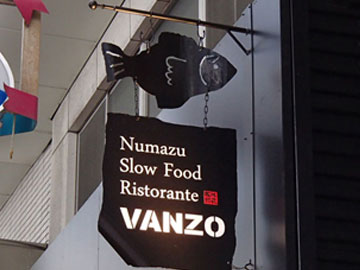 Numazu
Slow Food
Ristorante
VANZO